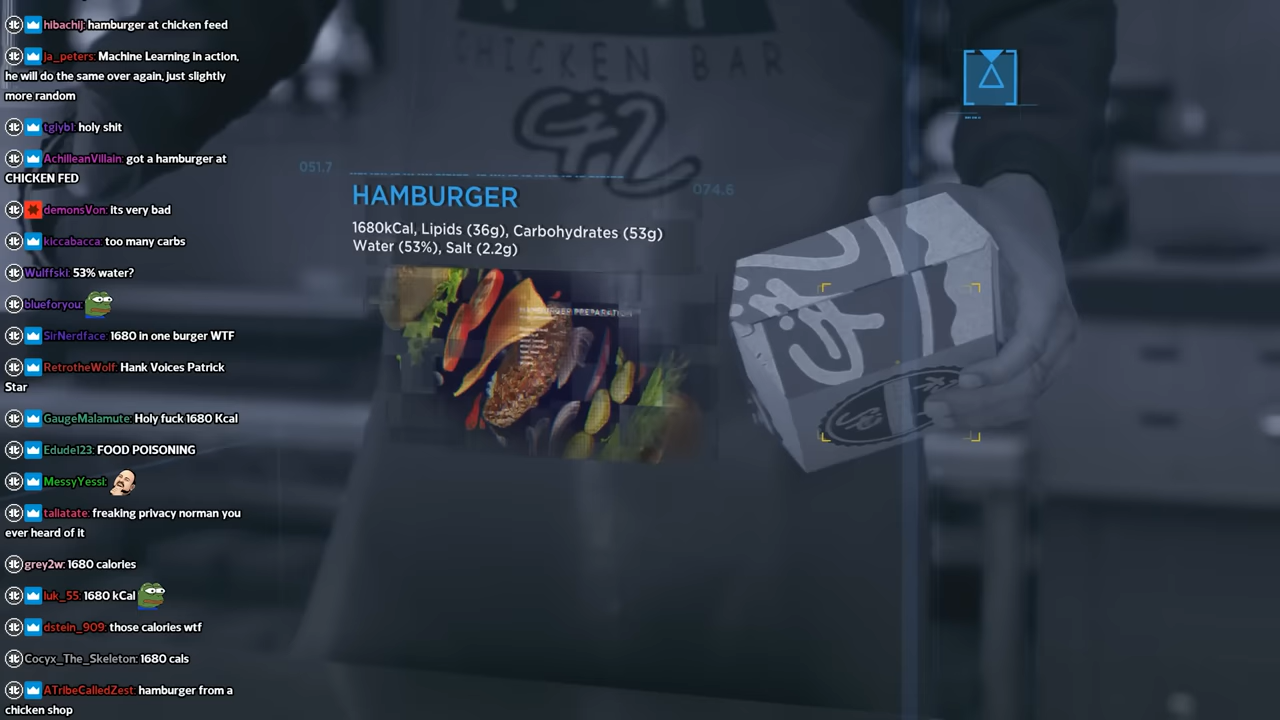 hibachij: hamburger at chicken feed
Ja_peters: Machine Learning in action,
he will do the same over again, just slightly
more random
tglybi: holy shit
AchilleanVillain: got a hamburger at
CHICKEN FED
demonsVon: its very bad
kiccabacca: too many carbs
Wulffski: 53% water?
blueforyou:
SirNerdface: 1680 in one burger WTF
RetrotheWolf: Hank Voices Patrick
Star
GaugeMalamute: Holy fuck 1680 Kcal
Edude123: FOOD POISONING
MessyYessi:
taliatate: freaking privacy norman you
ever heard of it
grey2w: 1680 calories
luk_55: 1680 kCal
dstein_909: those calories wtf
Cocyx_The_Skeleton: 1680 cals
ATribeCalledZest: hamburger from a
chicken shop
CHICKEN BAR
051.7
074.6
HAMBURGER
1680kCal, Lipids (36g), Carbohydrates (53g)
Water (53%), Salt (2.2g)
HAMBURGER PREPARATION